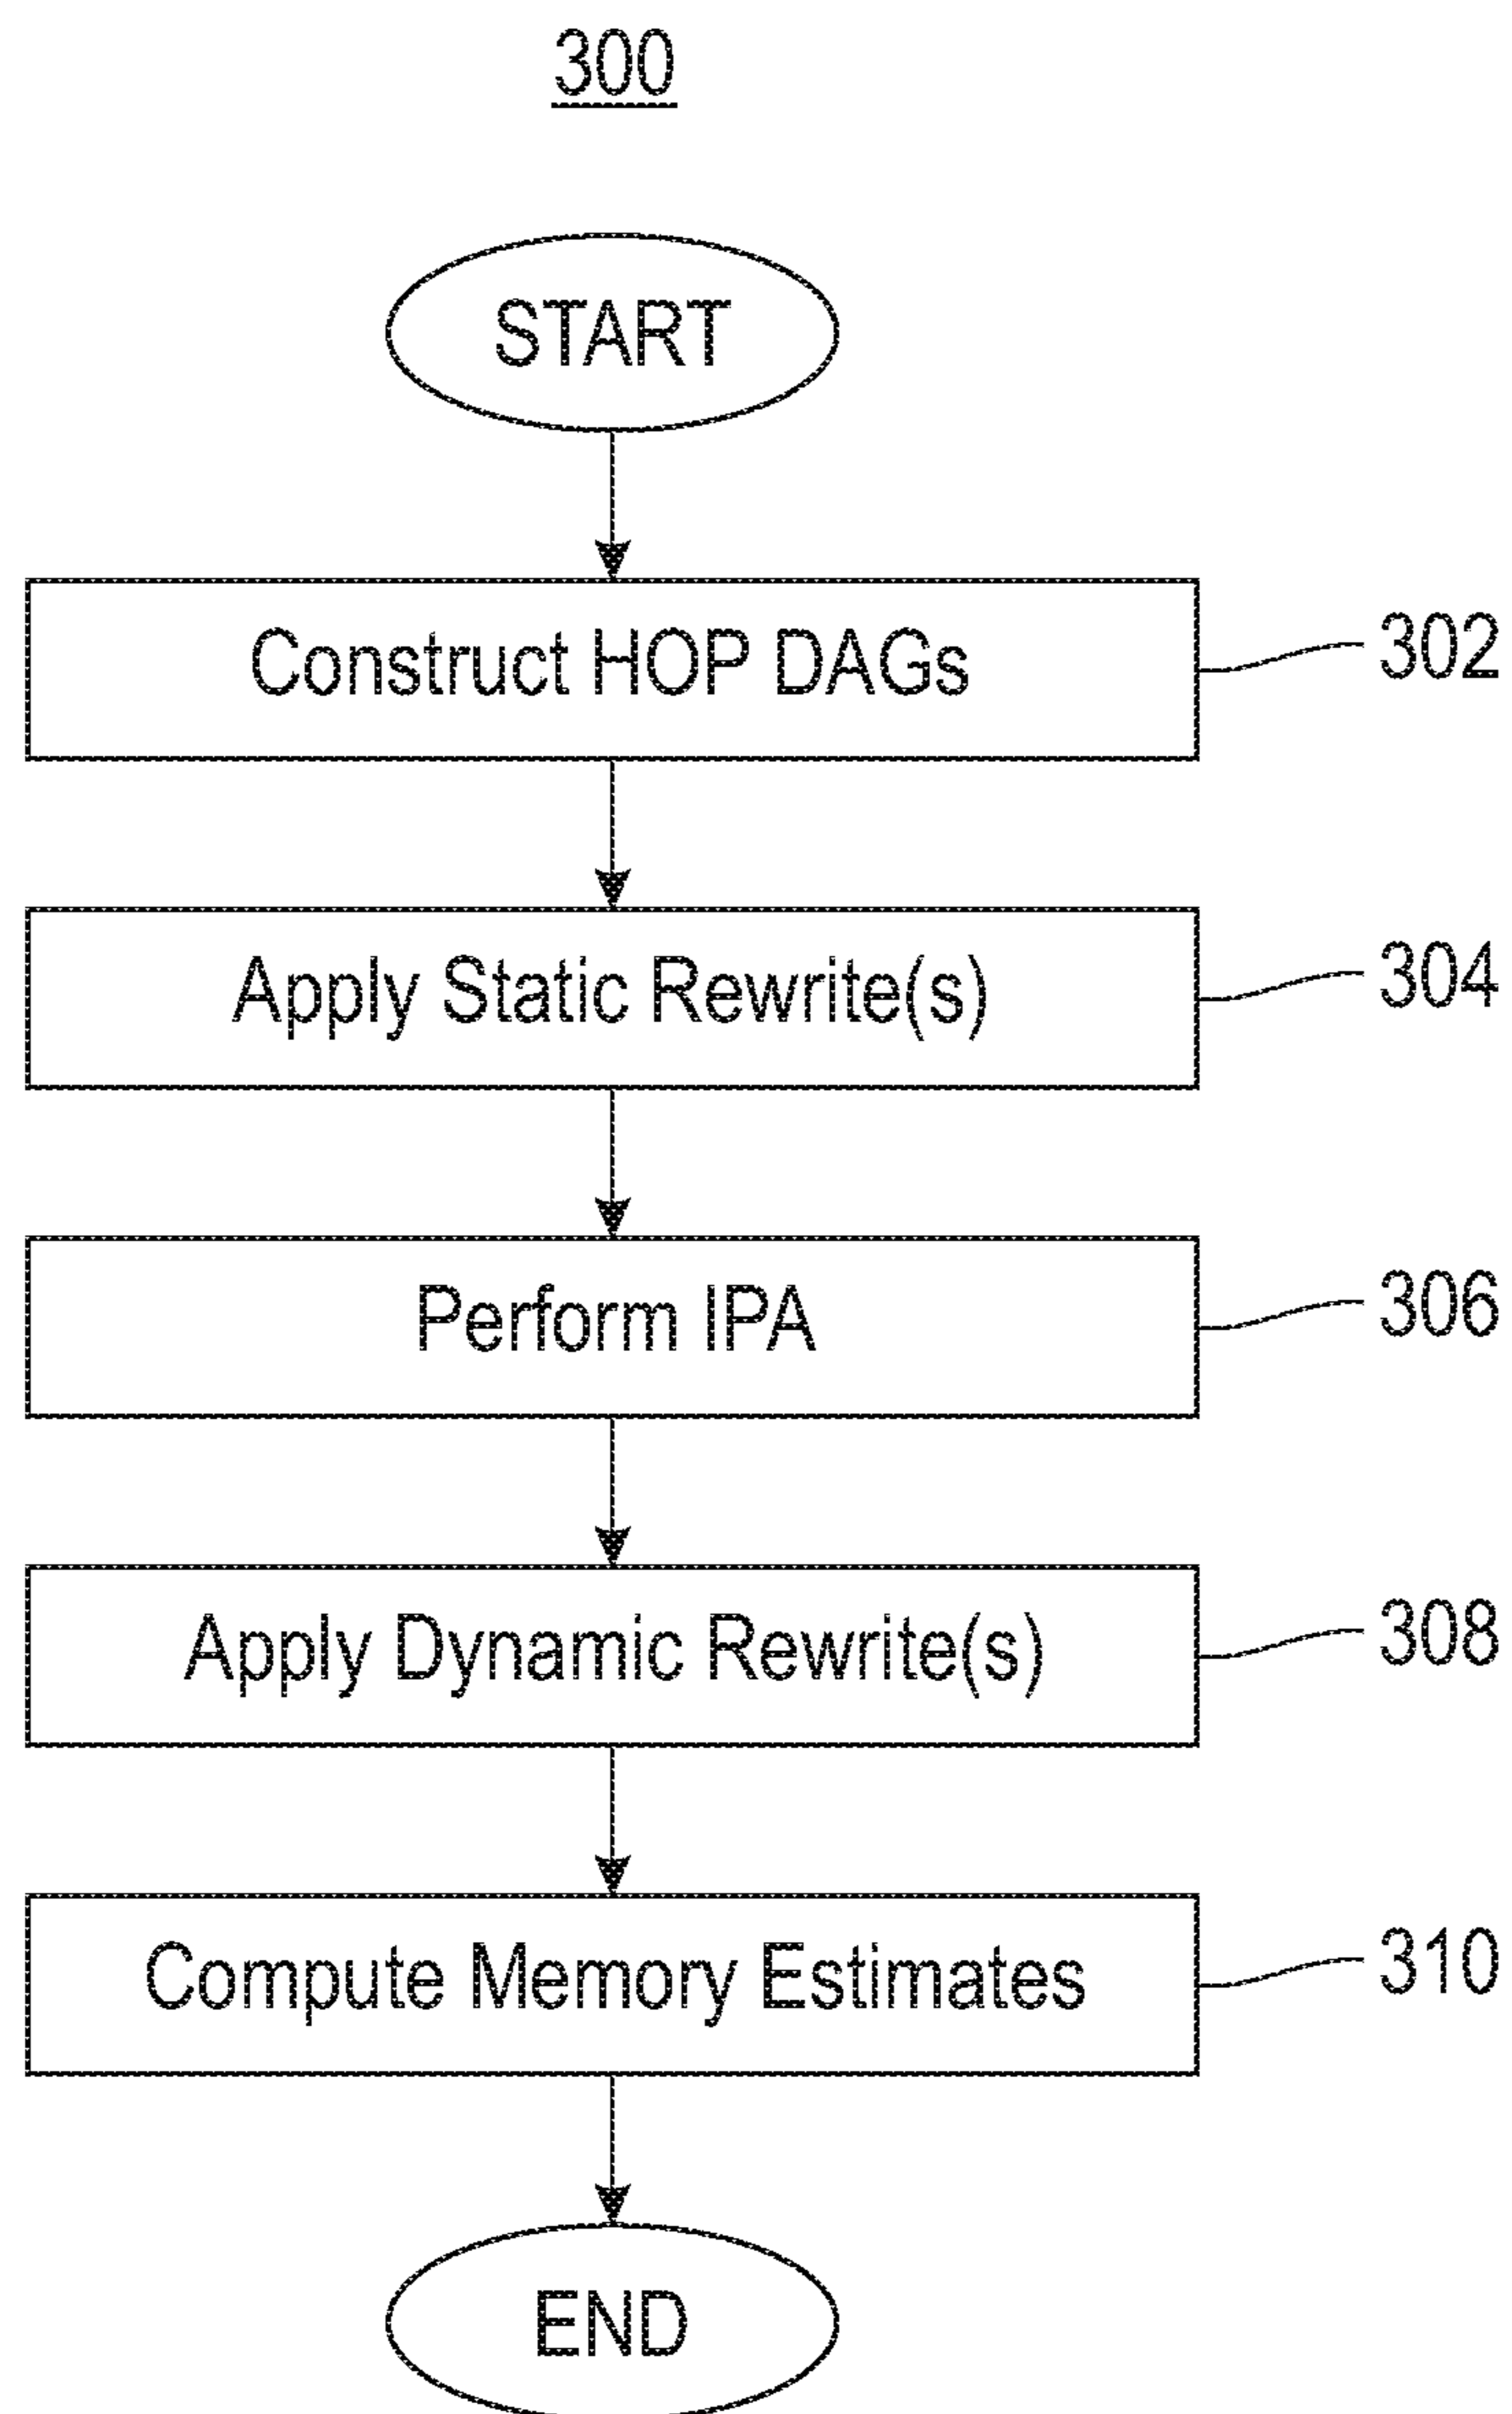 300
START
Construct HOP DAGs
302
Apply Static Rewrite(s)
304
Perform IPA
306
Apply Dynamic Rewrite(s)
308
Compute Memory Estimates
310
END